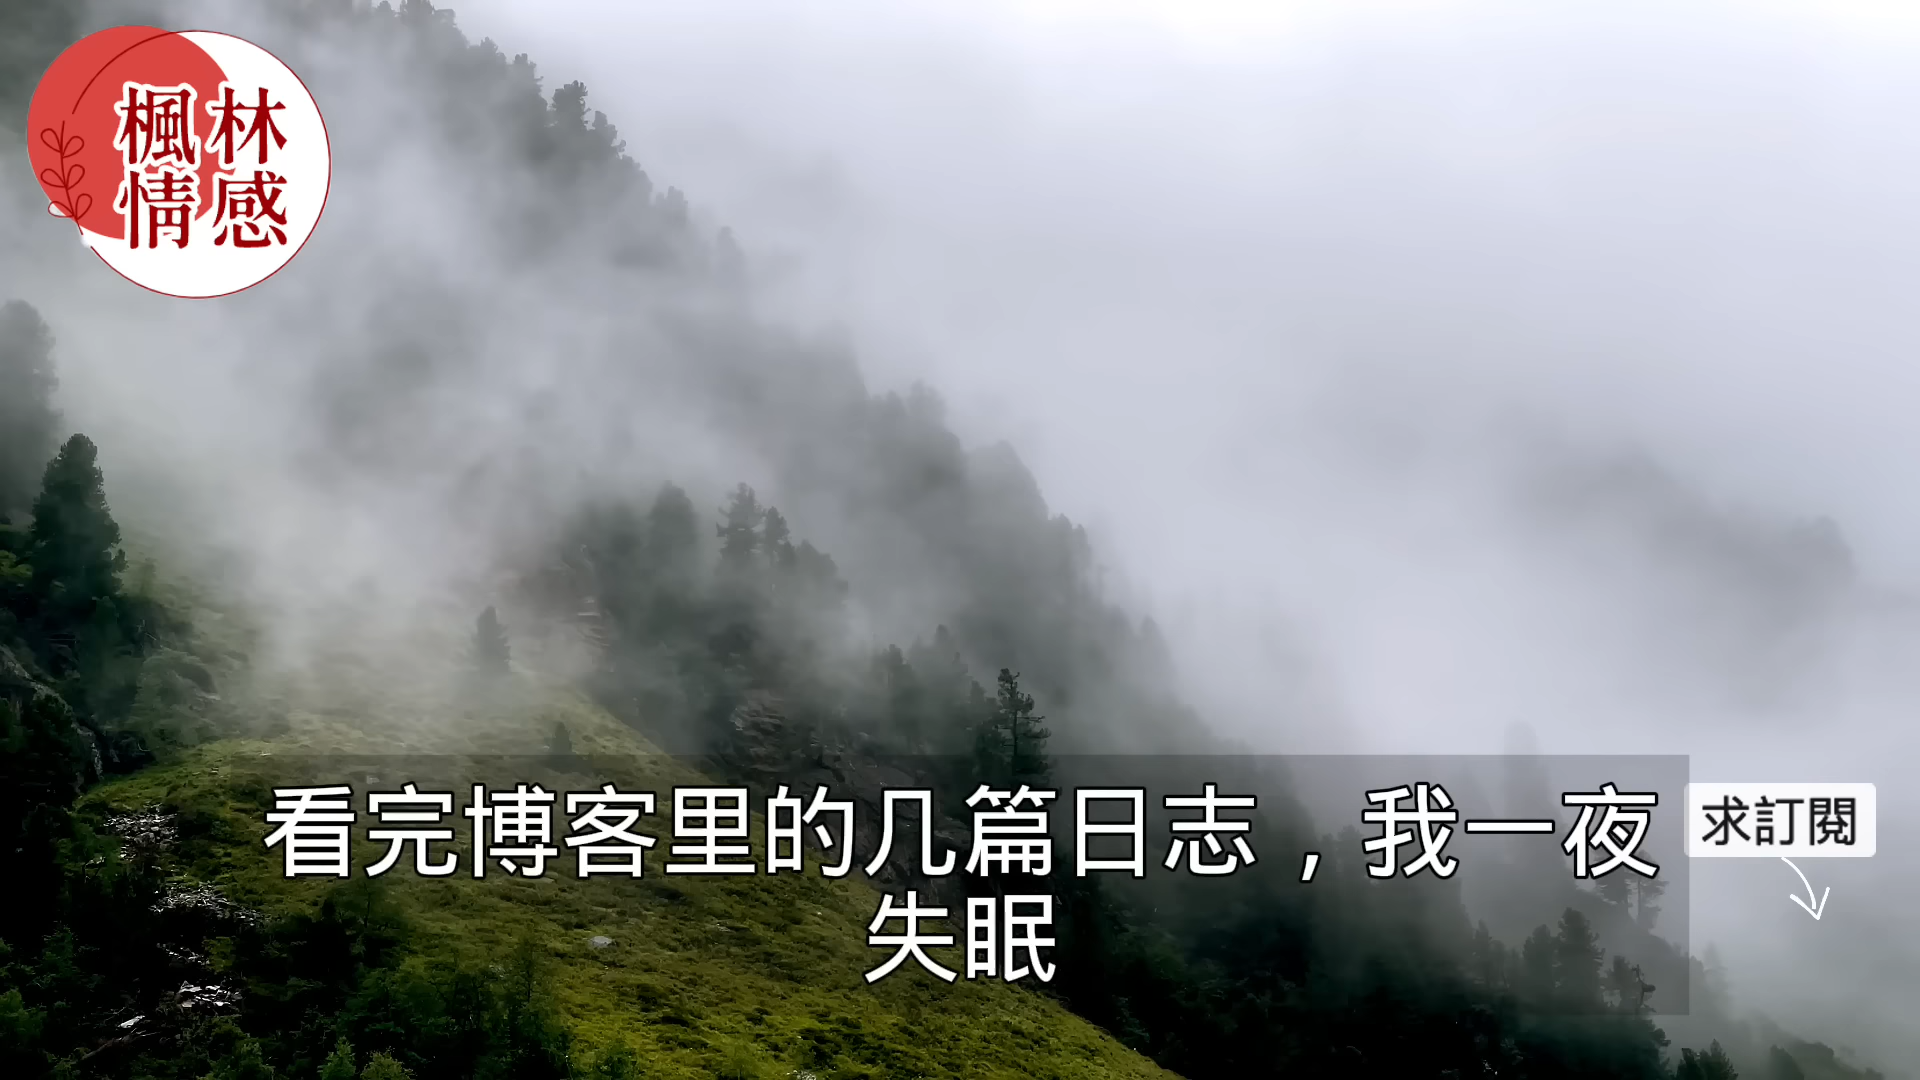 楓林
情感
看完博客里的几篇日志，我一夜
失眠
求訂閱